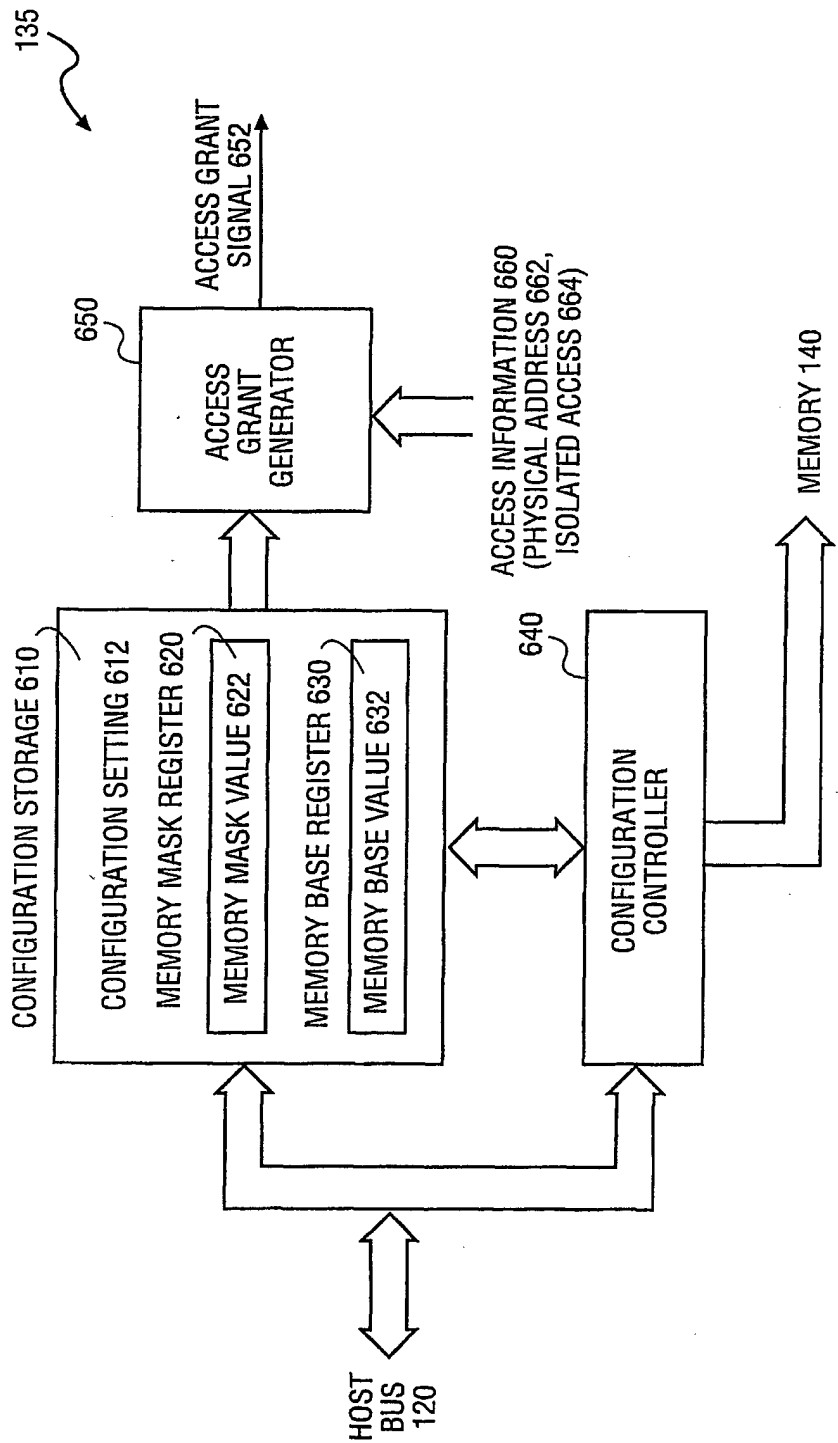 135
CONFIGURATION STORAGE 610
CONFIGURATION SETTING 612
MEMORY MASK REGISTER 620
MEMORY MASK VALUE 622
MEMORY BASE REGISTER 630
MEMORY BASE VALUE 632
650
ACCESS
GRANT
GENERATOR
ACCESS GRANT
SIGNAL 652
ACCESS INFORMATION 660
(PHYSICAL ADDRESS 662,
ISOLATED ACCESS 664)
HOST
BUS
120
640
CONFIGURATION
CONTROLLER
MEMORY 140